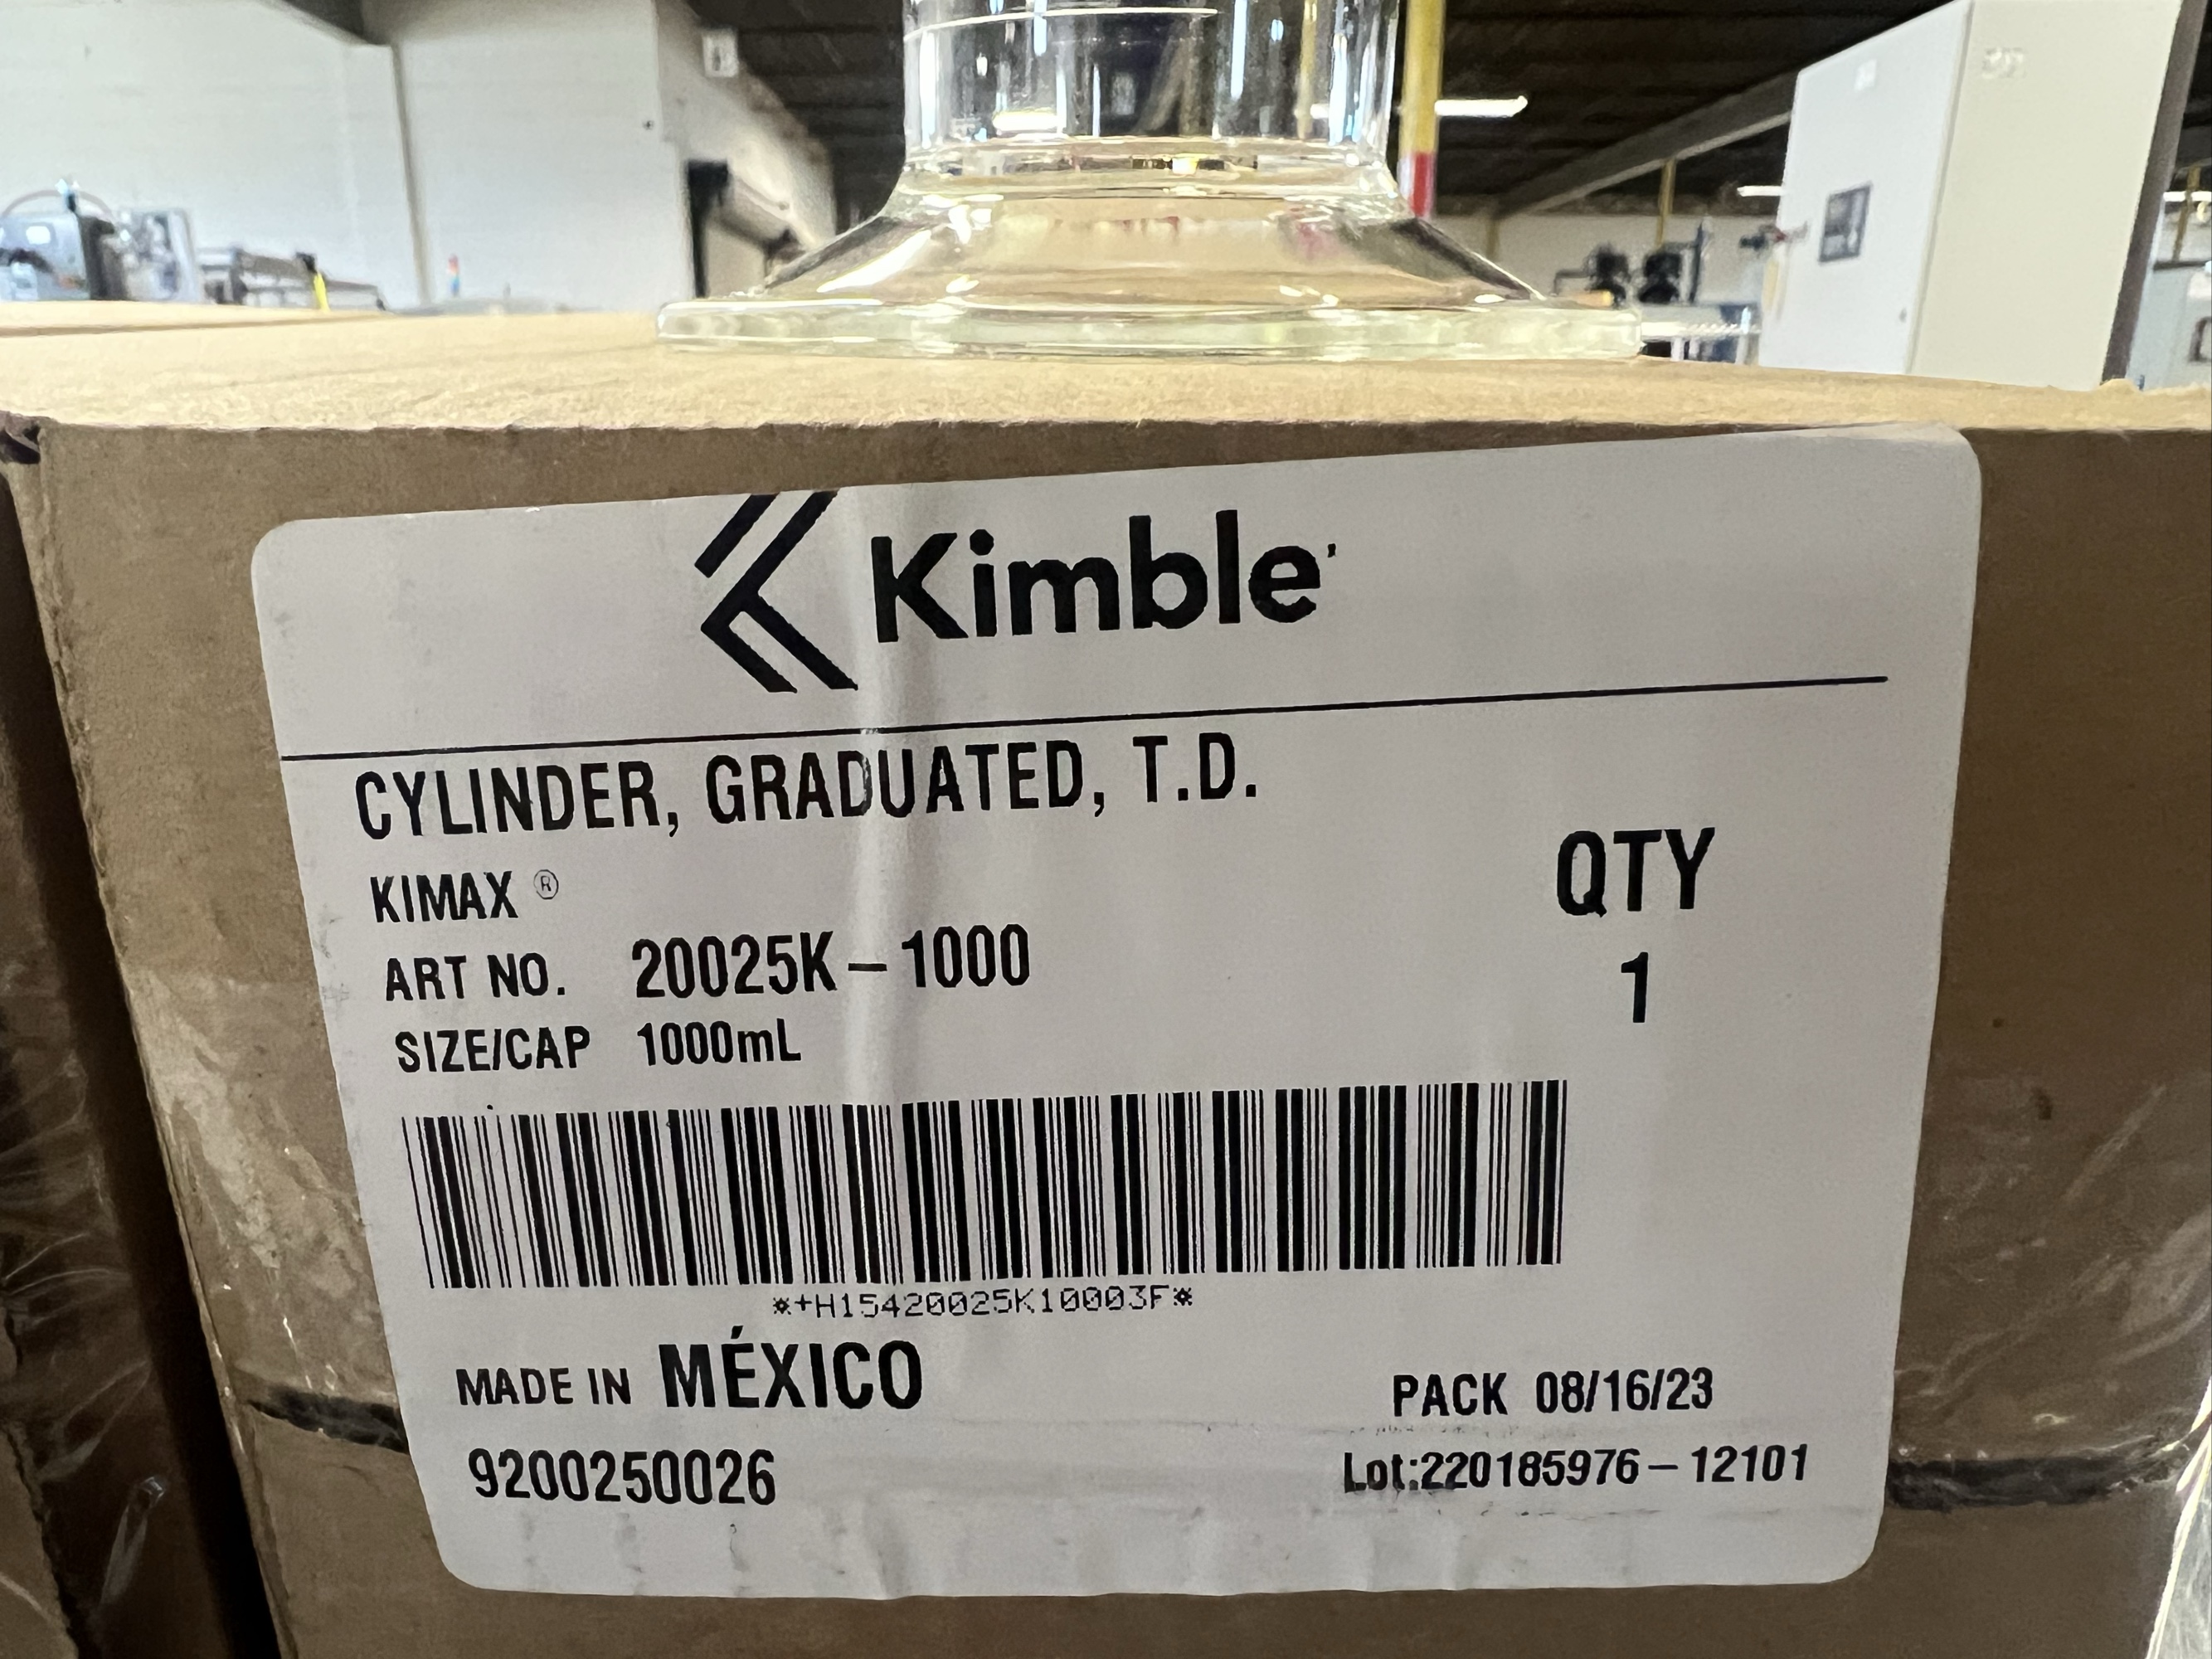 Kimble
CYLINDER, GRADUATED, T.D.
KIMAX ®
QTY
ART NO. 20025K-1000
1
SIZE/CAP 1000mL
*+H15420025K10003F*
MADE IN MÉXICO
PACK 08/16/23
9200250026
Lot:220185976-12101